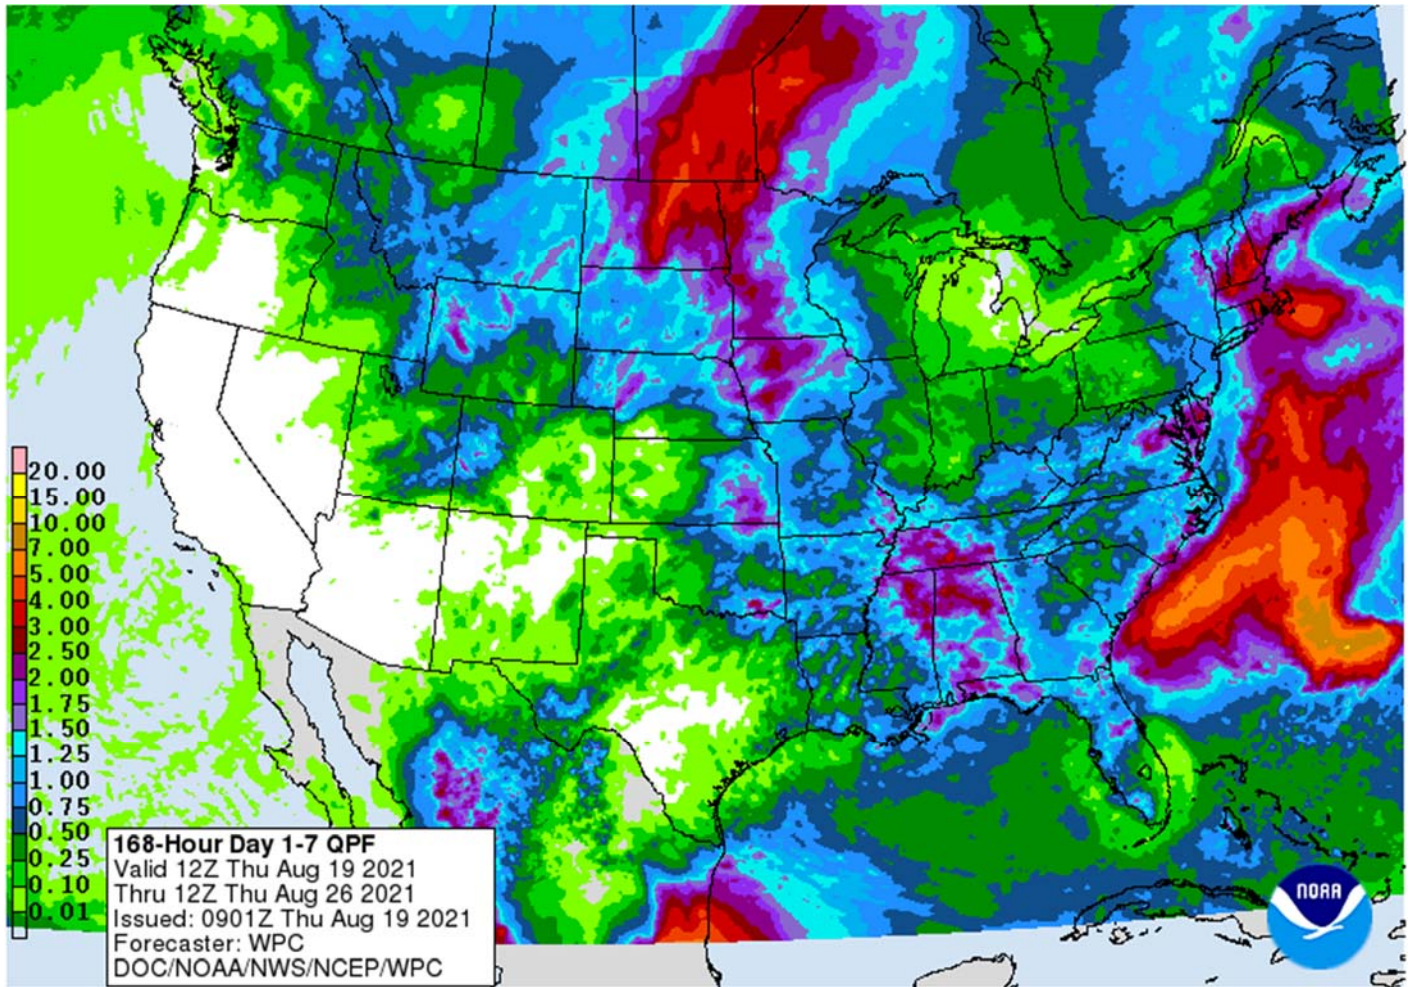 20.00
15.00
10.00
7.00
5.00
4.00
3.00
2.50
2.00
1.75
1.50
1.25
1.00
0.75
0.50
0.25
0.10
0.01
168-Hour Day 1-7 QPF
Valid 12Z Thu Aug 19 2021
Thru 12Z Thu Aug 26 2021
Issued: 0901Z Thu Aug 19 2021
Forecaster: WPC
DOC/NOAA/NWS/NCEP/WPC
NOAA